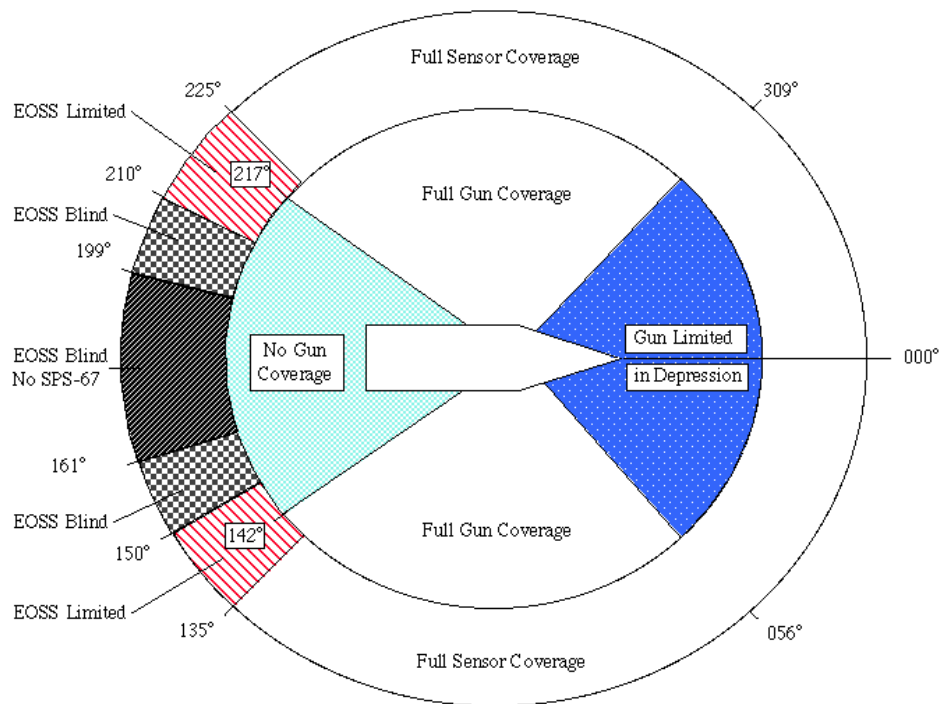 Full Sensor Coverage
225°
309°
EOSS Limited
217°
210°
Full Gun Coverage
EOSS Blind
199°
No Gun
Coverage
Gun Limited
in Depression
000°
EOSS Blind
No SPS-67
161°
EOSS Blind
150°
142°
Full Gun Coverage
EOSS Limited
135°
056°
Full Sensor Coverage